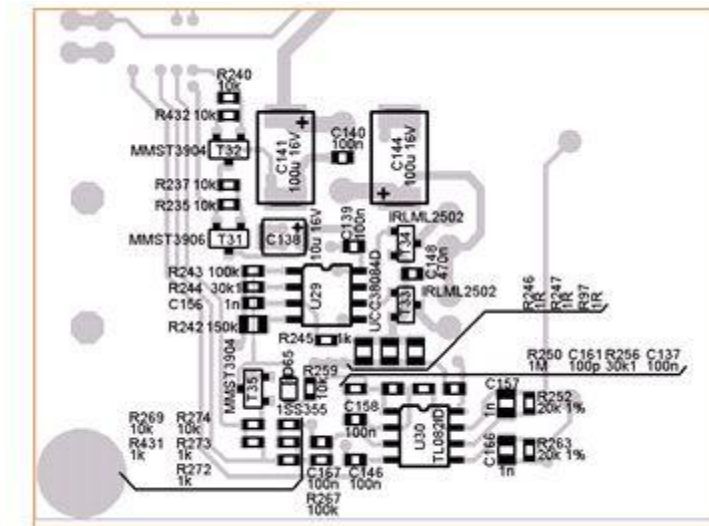 R240
10k
R432 10k
MMST3904
T32
R237 10k
R235 10k
MMST3906
T31
C141
100u 16V
C140
100n
C144
100u 16V
C138
10u 16V
C139
100n
IRLML2502
T34
C148
470n
IRLML2502
T33
R243 100k
R244 30k1
C156 1n
R242 150k
U29
UCC38084D
R245 1k
R246
1R
R247
1R
R97
1R
R250 C161 R256 C137
1M 100p 30k1 100n
MMST3904
T35
D65
1SS355
R259
10k
C158
100n
U30
TL082ID
C157
1n
R252
20k 1%
C166
1n
R263
20k 1%
R269 R274
10k 10k
R431 R273
1k 1k
R272
1k
C167 C146
100n 100n
R267
100k